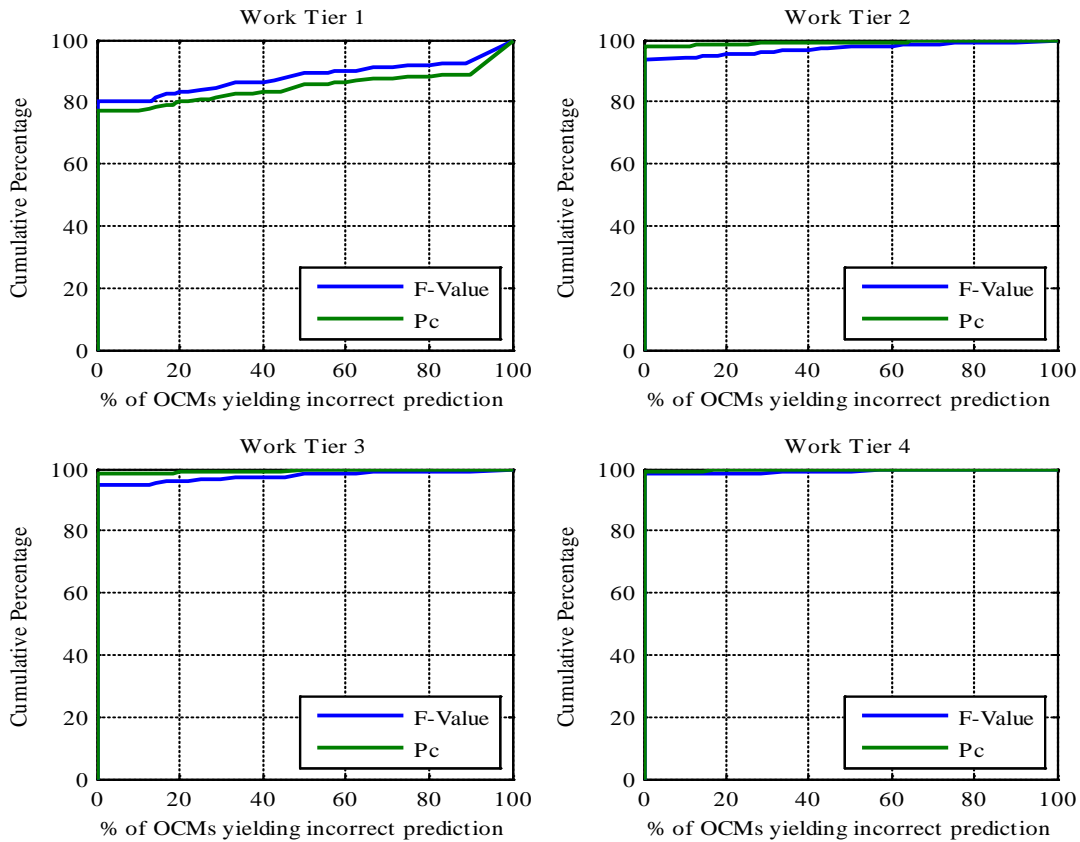 Work Tier 1
100
80
60
40
20
0
Cumulative Percentage
F-Value
Pc
0 20 40 60 80 100
% of OCMs yielding incorrect prediction
Work Tier 2
100
80
60
40
20
0
Cumulative Percentage
F-Value
Pc
0 20 40 60 80 100
% of OCMs yielding incorrect prediction
Work Tier 3
100
80
60
40
20
0
Cumulative Percentage
F-Value
Pc
0 20 40 60 80 100
% of OCMs yielding incorrect prediction
Work Tier 4
100
80
60
40
20
0
Cumulative Percentage
F-Value
Pc
0 20 40 60 80 100
% of OCMs yielding incorrect prediction